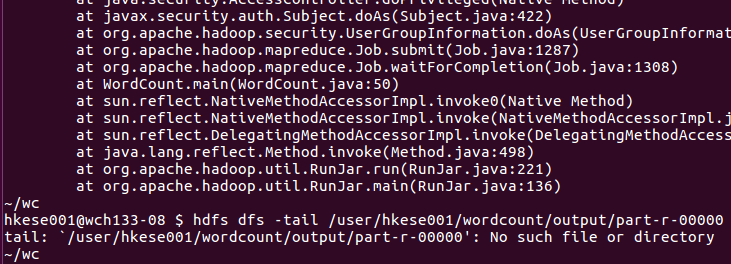 at java.security.AccessController.doPrivileged(Native Method)
at javax.security.auth.Subject.doAs(Subject.java:422)
at org.apache.hadoop.security.UserGroupInformation.doAs(UserGroupInformat
at org.apache.hadoop.mapreduce.Job.submit(Job.java:1287)
at org.apache.hadoop.mapreduce.Job.waitForCompletion(Job.java:1308)
at WordCount.main(WordCount.java:50)
at sun.reflect.NativeMethodAccessorImpl.invoke0(Native Method)
at sun.reflect.NativeMethodAccessorImpl.invoke(NativeMethodAccessorImpl.j
at sun.reflect.DelegatingMethodAccessorImpl.invoke(DelegatingMethodAccess
at java.lang.reflect.Method.invoke(Method.java:498)
at org.apache.hadoop.util.RunJar.run(RunJar.java:221)
at org.apache.hadoop.util.RunJar.main(RunJar.java:136)
~/wc
hkese001@wch133-08 $ hdfs dfs -tail /user/hkese001/wordcount/output/part-r-00000
tail: `/user/hkese001/wordcount/output/part-r-00000': No such file or directory
~/wc